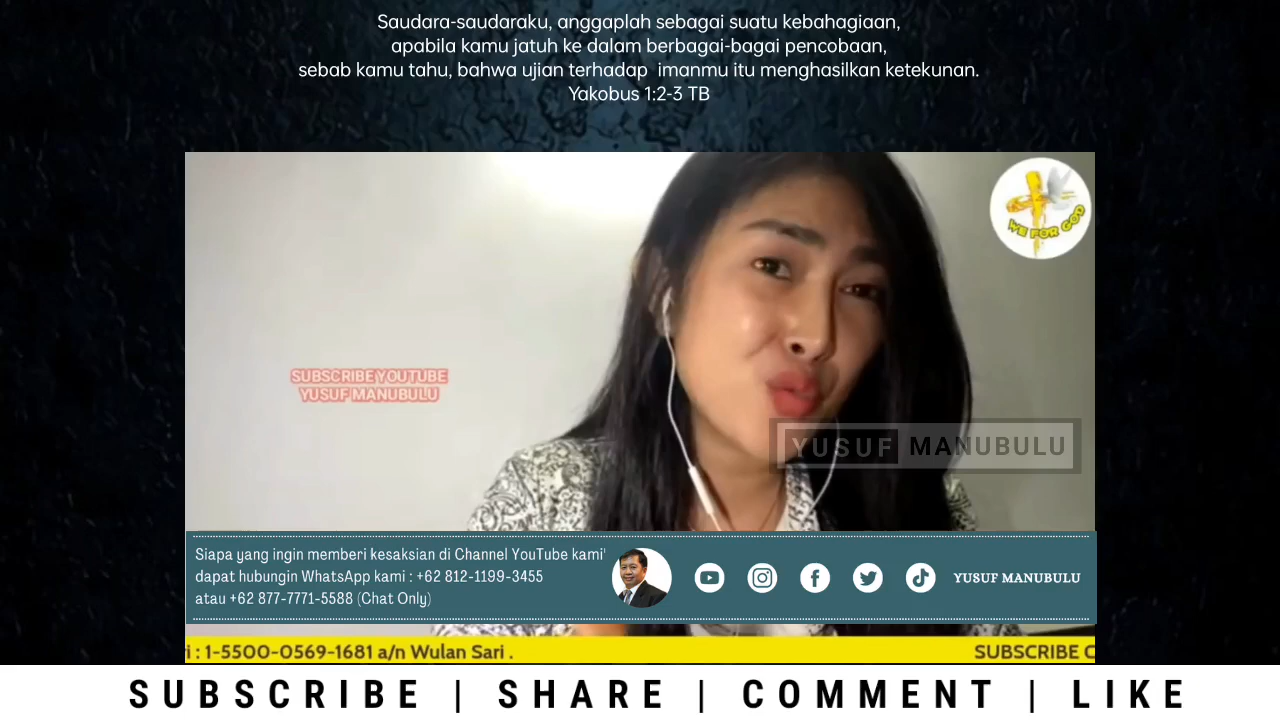 Saudara-saudaraku, anggaplah sebagai suatu kebahagiaan,
apabila kamu jatuh ke dalam berbagai-bagai pencobaan,
sebab kamu tahu, bahwa ujian terhadap  imanmu itu menghasilkan ketekunan.
Yakobus 1:2-3 TB
WE FOR GOD
SUBSCRIBE YOUTUBE
YUSUF MANUBULU
YUSUF MANUBULU
Siapa yang ingin memberi kesaksian di Channel YouTube kami'
dapat hubungin WhatsApp kami : +62 812-1199-3455
atau +62 877-7771-5588 (Chat Only)
YUSUF MANUBULU
i : 1-5500-0569-1681 a/n Wulan Sari . SUBSCRIBE C
SUBSCRIBE | SHARE | COMMENT | LIKE